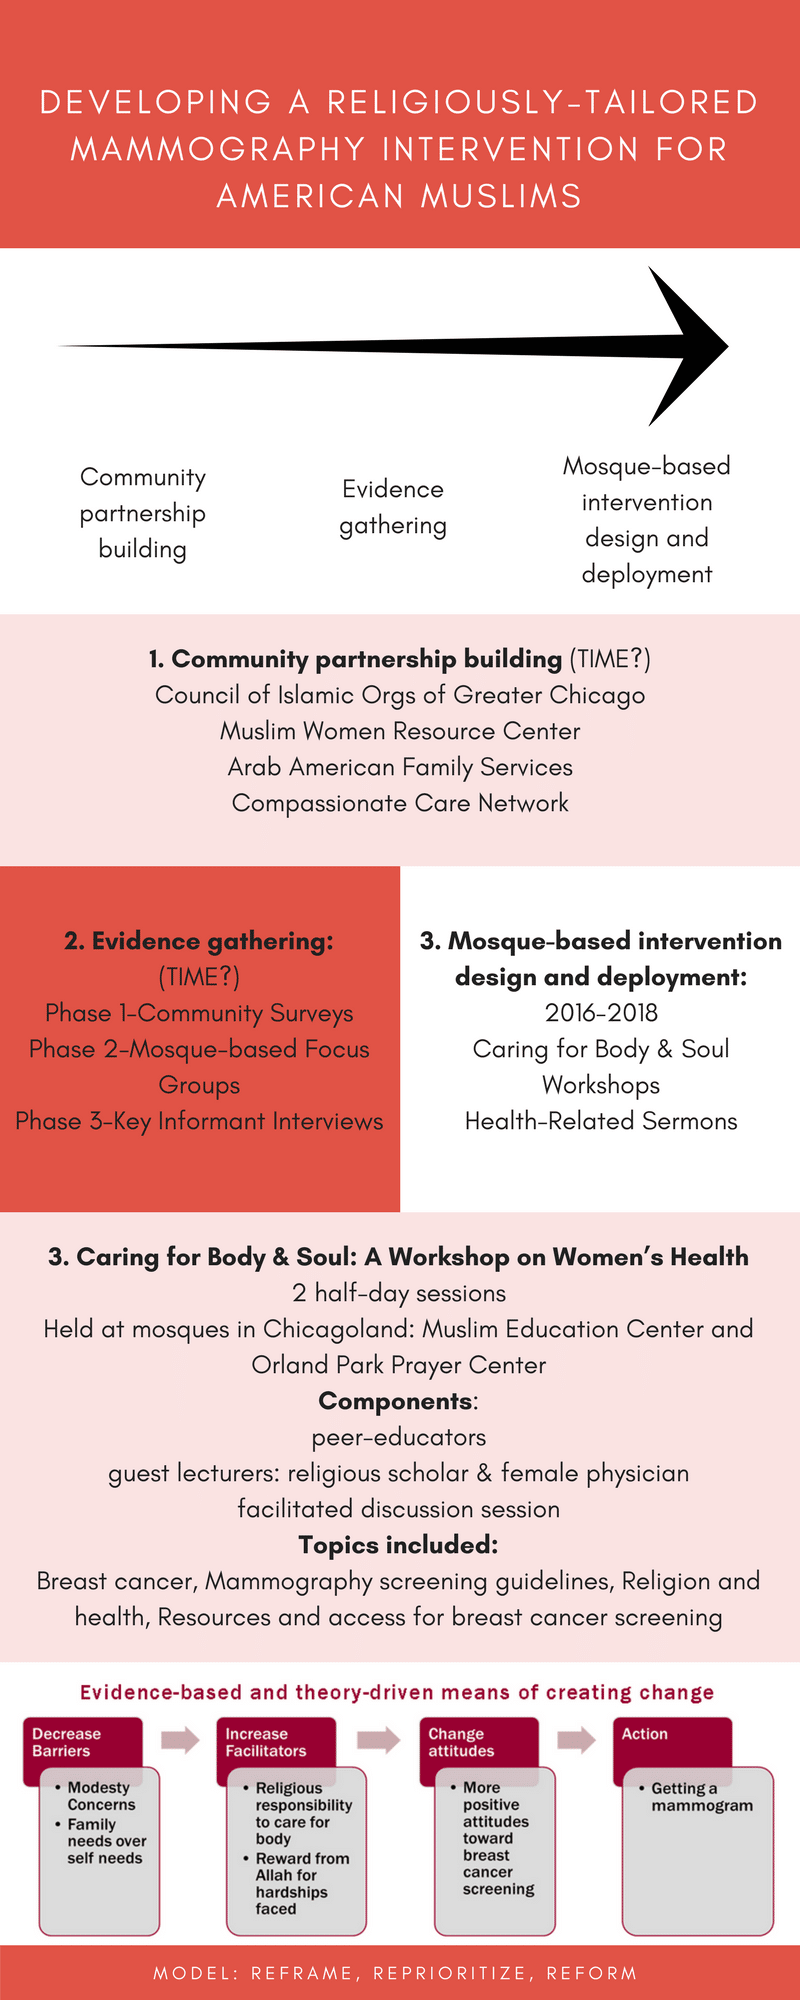 DEVELOPING A RELIGIOUSLY-TAILORED
MAMMOGRAPHY INTERVENTION FOR
AMERICAN MUSLIMS
Community
partnership
building
Evidence
gathering
Mosque-based
intervention
design and
deployment
1. Community partnership building (TIME?)
Council of Islamic Orgs of Greater Chicago
Muslim Women Resource Center
Arab American Family Services
Compassionate Care Network
2. Evidence gathering:
(TIME?)
Phase 1-Community Surveys
Phase 2-Mosque-based Focus
Groups
Phase 3-Key Informant Interviews
3. Mosque-based intervention
design and deployment:
2016-2018
Caring for Body & Soul
Workshops
Health-Related Sermons
3. Caring for Body & Soul: A Workshop on Women's Health
2 half-day sessions
Held at mosques in Chicagoland: Muslim Education Center and
Orland Park Prayer Center
Components:
peer-educators
guest lecturers: religious scholar & female physician
facilitated discussion session
Topics included:
Breast cancer, Mammography screening guidelines, Religion and
health, Resources and access for breast cancer screening
Evidence-based and theory-driven means of creating change
Decrease
Barriers
• Modesty
Concerns
• Family
needs over
self needs
Increase
Facilitators
• Religious
responsibility
to care for
body
• Reward from
Allah for
hardships
faced
Change
attitudes
• More
positive
attitudes
toward
breast
cancer
screening
Action
• Getting a
mammogram
MODEL: REFRAME, REPRIORITIZE, REFORM